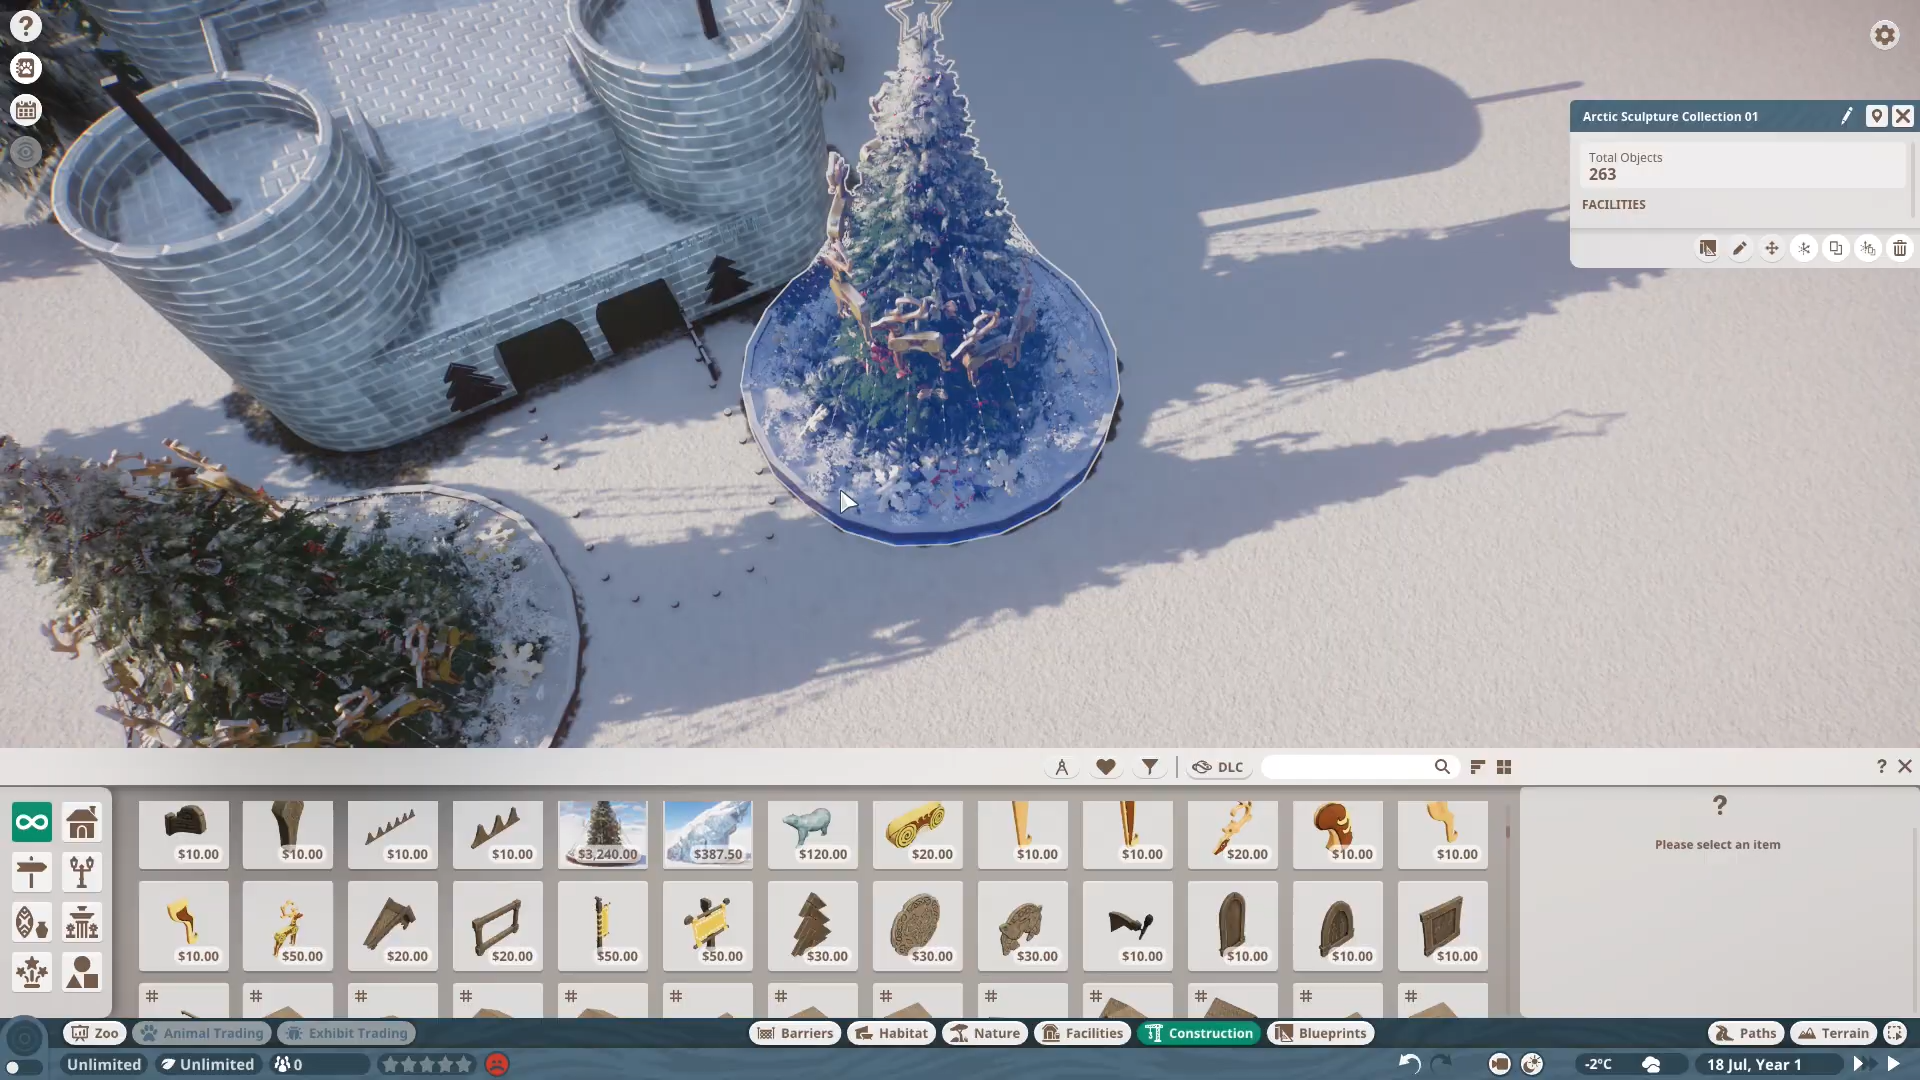 Arctic Sculpture Collection 01
Total Objects
263
FACILITIES
DLC
?
$10.00 $10.00 $10.00 $10.00 $3,240.00 $387.50 $120.00 $20.00 $10.00 $10.00 $20.00 $10.00 $10.00
$10.00 $50.00 $20.00 $20.00 $50.00 $50.00 $30.00 $30.00 $30.00 $10.00 $10.00 $10.00 $10.00
# # # # # # # # # # # # #
?
Please select an item
Zoo Animal Trading Exhibit Trading Barriers Habitat Nature Facilities Construction Blueprints Paths Terrain
Unlimited Unlimited 0 -2°C 18 Jul, Year 1